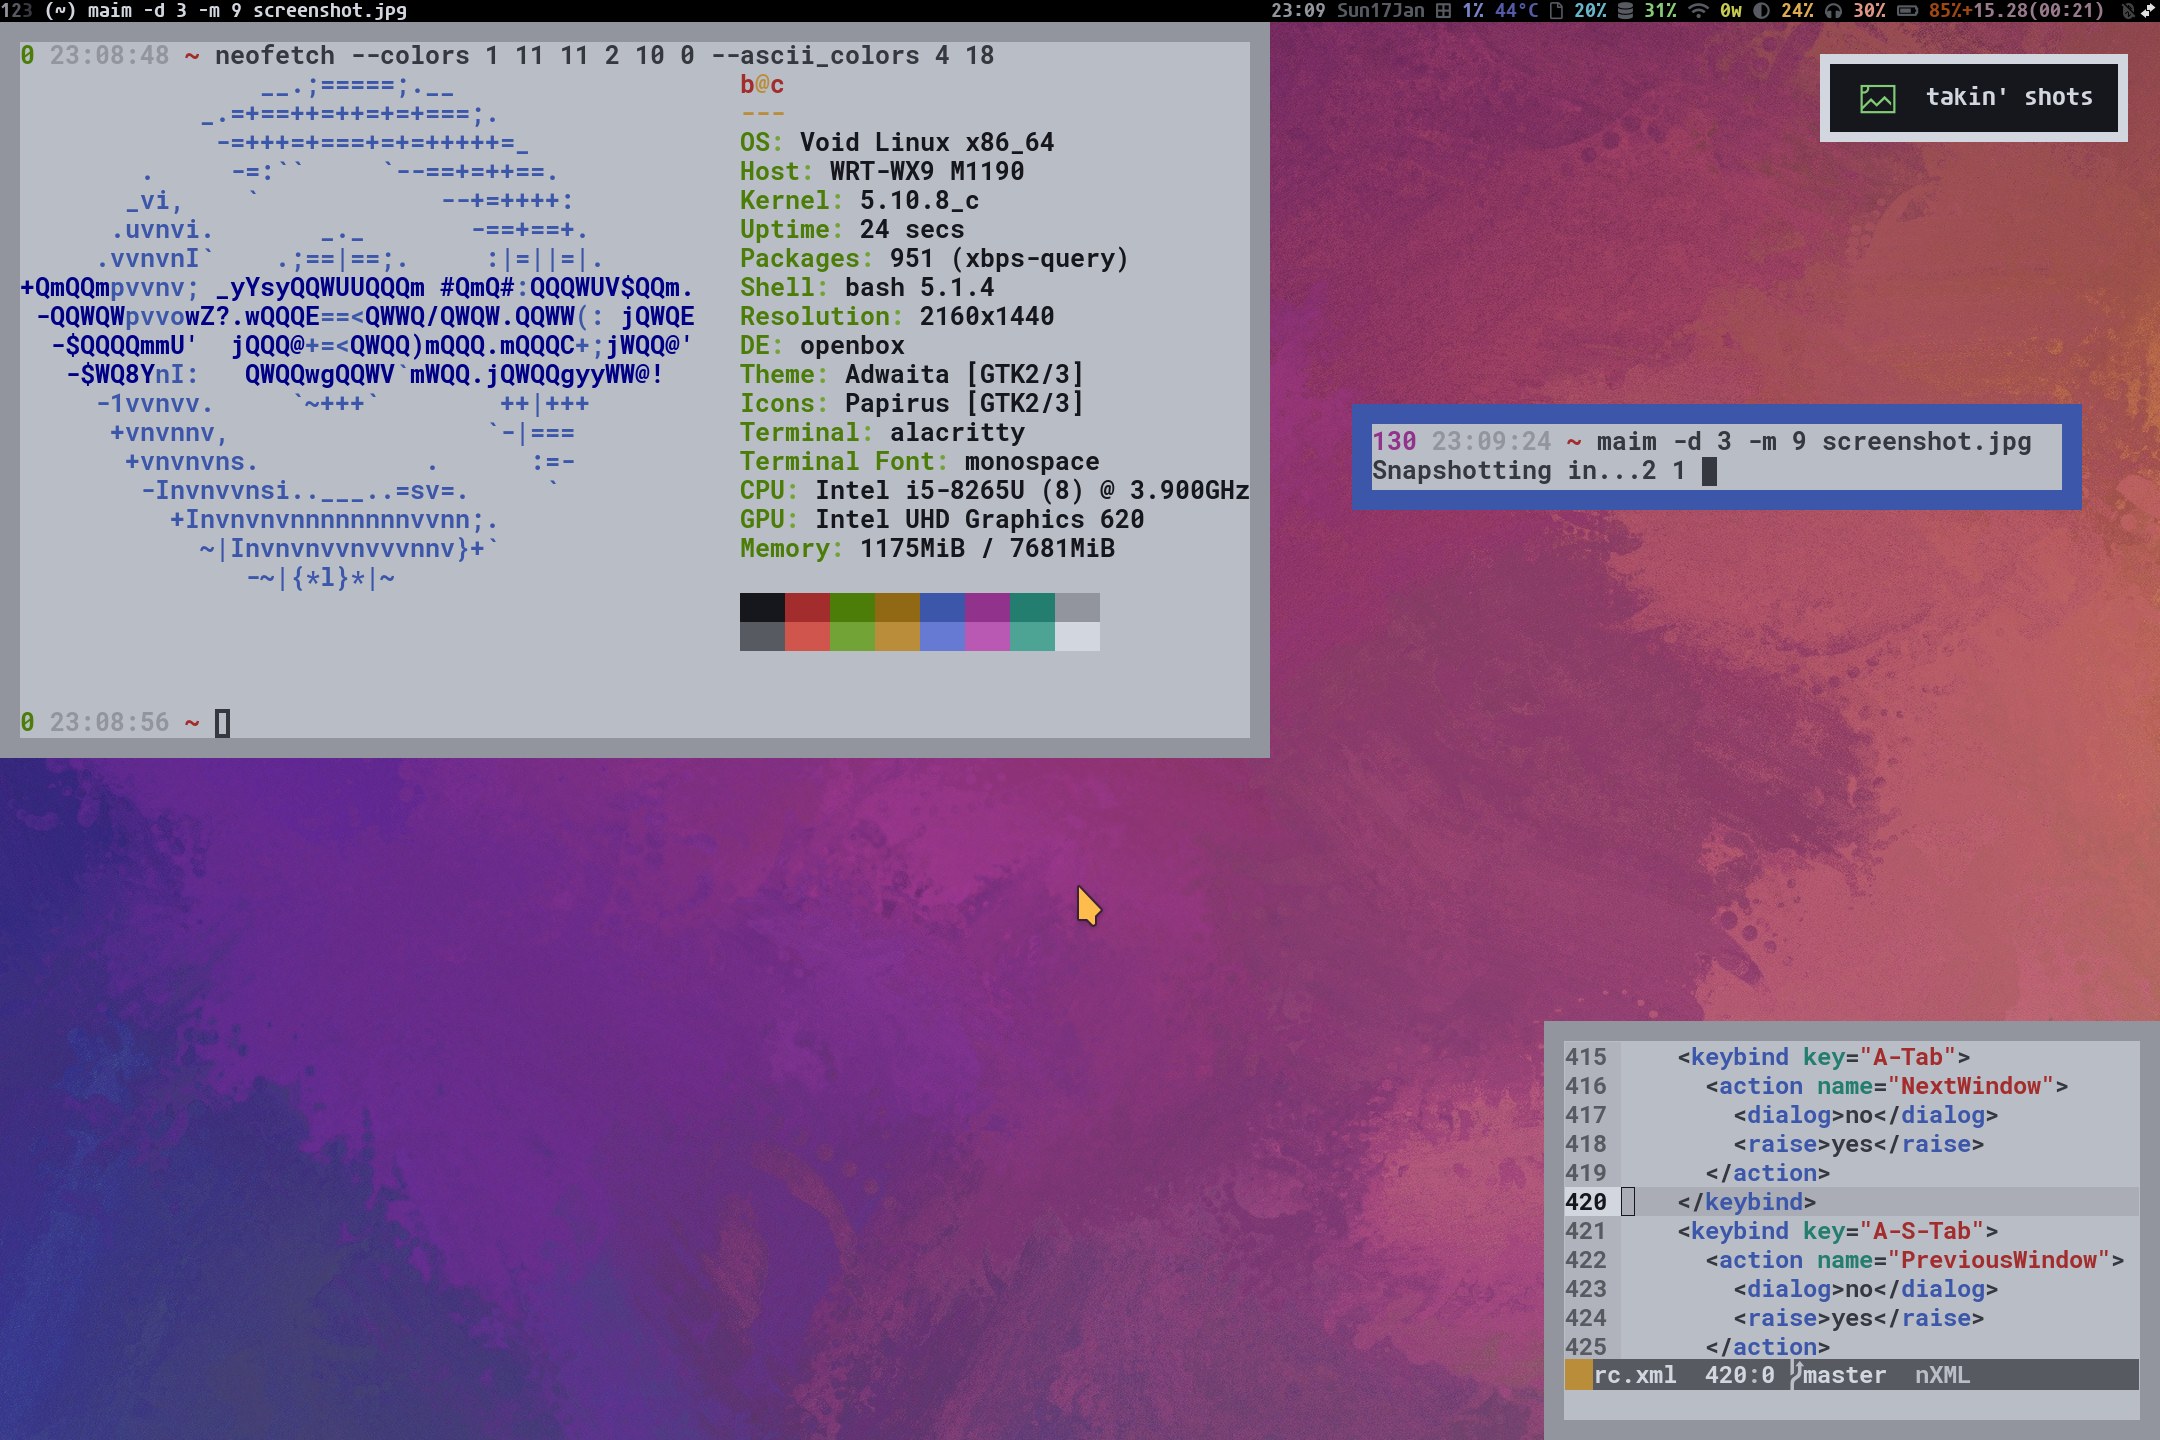 123 (~) maim -d 3 -m 9 screenshot.jpg
23:09 Sun17Jan 1% 44°C 20% 31% 0w 24% 30% 85%+15.28(00:21)
0 23:08:48 ~ neofetch --colors 1 11 11 2 10 0 --ascii_colors 4 18
__.;=====;.__
_.=+==++=++=+=+===;.
-=+++=+===+=+=+++++=_
.     -=:``     `--==+=++==.
_vi,    `            --+=++++:
.uvnvi.       _._       -==+==+.
.vvnvnI`    .;==|==;.     :|=||=|.
+QmQQmpvvnv; _yYsyQQWUUQQQm #QmQ#:QQQWUV$QQm.
-QQWQWpvvowZ?.wQQQE==<QWWQ/QWQW.QQWW(: jQWQE
-$QQQQmmU'  jQQQ@+=<QWQQ)mQQQ.mQQQC+;jWQQ@'
-$WQ8YnI:   QWQQwgQQWV`mWQQ.jQWQQgyyWW@!
-1vvnvv.     `~+++`        ++|+++
+vnvnnv,                 `-|===
+vnvnvns.           .      :=-
-Invnvvnsi..___..=sv=.     `
+Invnvnvnnnnnnnnvvnn;.
~|Invnvnvvnvvvnnv}+`
-~|{*l}*|~
b@c
---
OS: Void Linux x86_64
Host: WRT-WX9 M1190
Kernel: 5.10.8_c
Uptime: 24 secs
Packages: 951 (xbps-query)
Shell: bash 5.1.4
Resolution: 2160x1440
DE: openbox
Theme: Adwaita [GTK2/3]
Icons: Papirus [GTK2/3]
Terminal: alacritty
Terminal Font: monospace
CPU: Intel i5-8265U (8) @ 3.900GHz
GPU: Intel UHD Graphics 620
Memory: 1175MiB / 7681MiB
0 23:08:56 ~
takin' shots
130 23:09:24 ~ maim -d 3 -m 9 screenshot.jpg
Snapshotting in...2 1
415     <keybind key="A-Tab">
416       <action name="NextWindow">
417         <dialog>no</dialog>
418         <raise>yes</raise>
419       </action>
420     </keybind>
421     <keybind key="A-S-Tab">
422       <action name="PreviousWindow">
423         <dialog>no</dialog>
424         <raise>yes</raise>
425       </action>
rc.xml  420:0 master  nXML